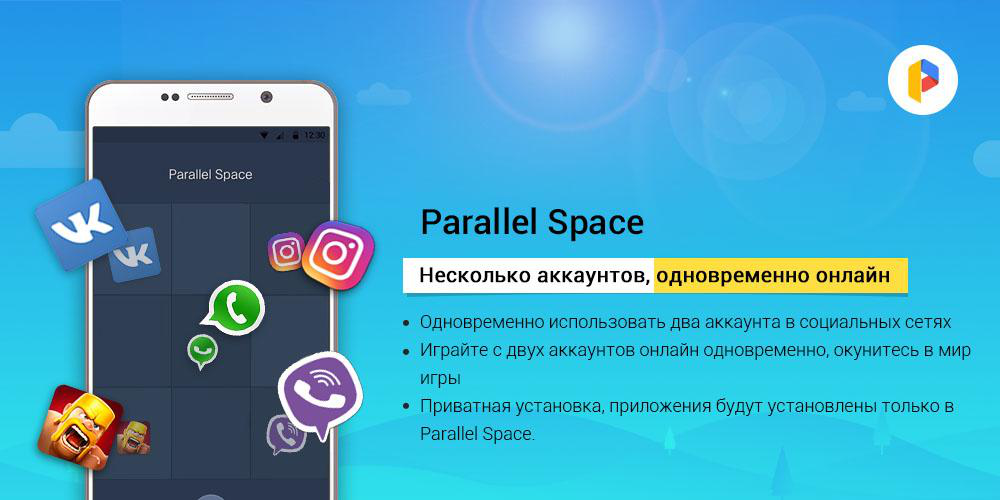 12:30
Parallel Space
Parallel Space
Несколько аккаунтов, одновременно онлайн
• Одновременно использовать два аккаунта в социальных сетях
• Играйте с двух аккаунтов онлайн одновременно, окунитесь в мир
игры
• Приватная установка, приложения будут установлены только в
Parallel Space.